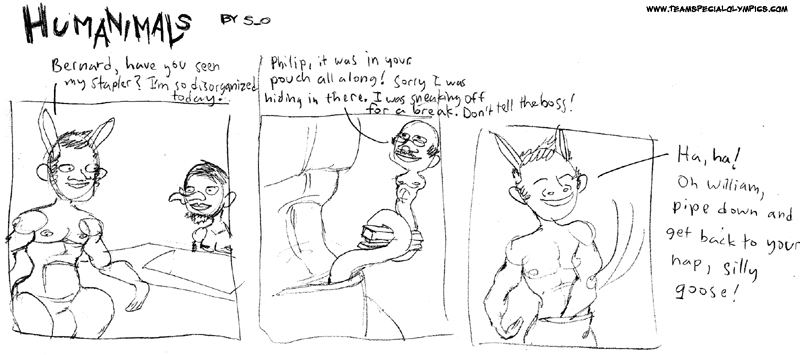 HUMANIMALS
BY S_O
WWW.TEAMSPECIALOLYMPICS.COM
Bernard, have you seen
my stapler? I'm so disorganized
today.
Philip, it was in your
pouch all along! Sorry I was
hiding in there. I was sneaking off
for a break. Don't tell the boss!
Ha, ha!
Oh William,
pipe down and
get back to your
nap, silly
goose!